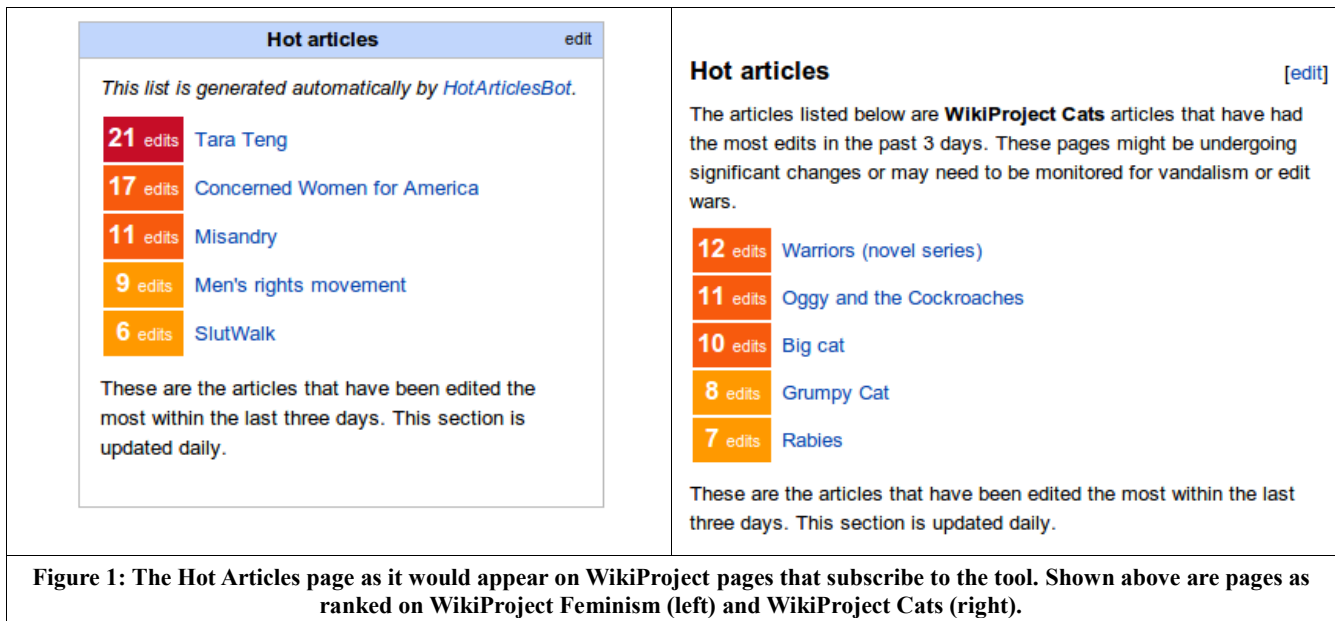 Hot articles edit
This list is generated automatically by HotArticlesBot.
21 edits Tara Teng
17 edits Concerned Women for America
11 edits Misandry
9 edits Men's rights movement
6 edits SlutWalk
These are the articles that have been edited the
most within the last three days. This section is
updated daily.
Hot articles [edit]
The articles listed below are WikiProject Cats articles that have had
the most edits in the past 3 days. These pages might be undergoing
significant changes or may need to be monitored for vandalism or edit
wars.
12 edits Warriors (novel series)
11 edits Oggy and the Cockroaches
10 edits Big cat
8 edits Grumpy Cat
7 edits Rabies
These are the articles that have been edited the most within the last
three days. This section is updated daily.
Figure 1: The Hot Articles page as it would appear on WikiProject pages that subscribe to the tool. Shown above are pages as
ranked on WikiProject Feminism (left) and WikiProject Cats (right).